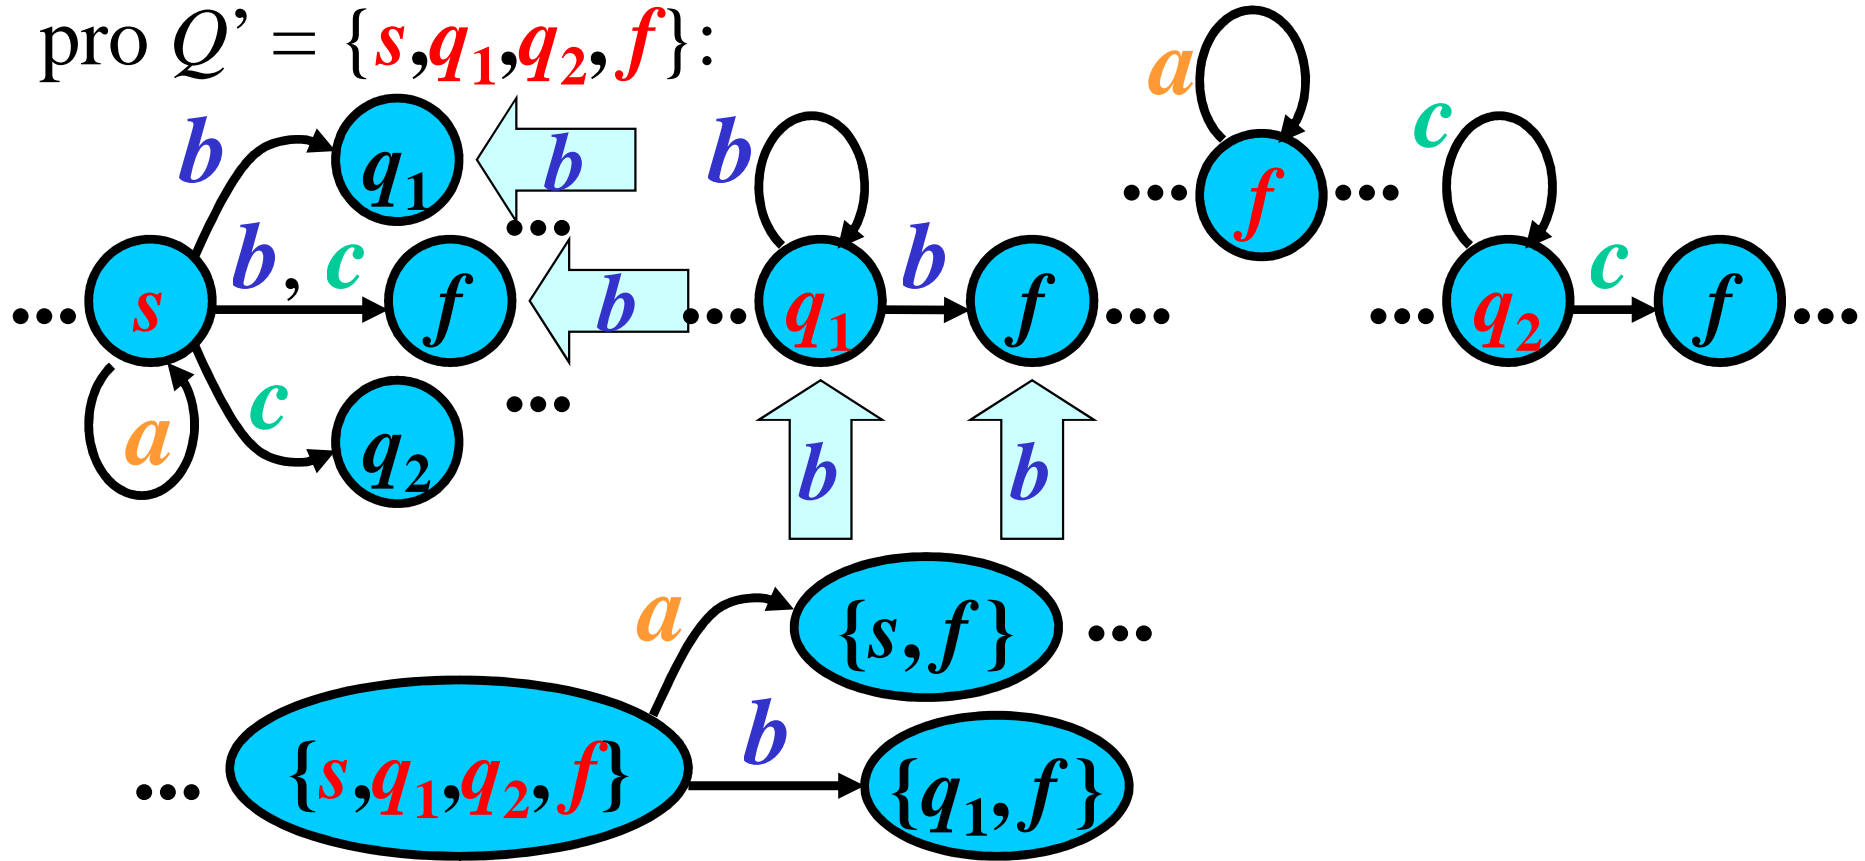 pro Q’ = {s,q1,q2,f}:
a
c
b
q1
b
b
...
f
...
...
b, c
f
b
...
s
...
q1
b
f
...
...
q2
c
f
...
a
c
q2
...
b
b
a
{s,f}
...
b
...
{s,q1,q2,f}
{q1,f}